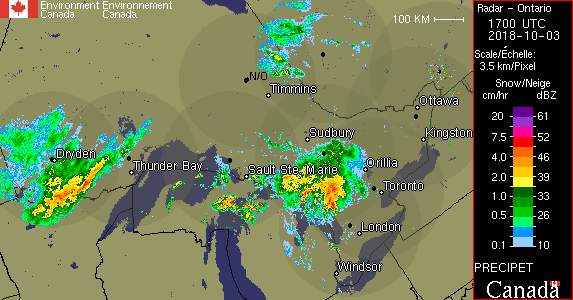 Environment Environnement
Canada Canada
100 KM
N/O
Timmins
Ottawa
Kingston
Sudbury
Dryden
Thunder Bay
Sault Ste. Marie
Orillia
Toronto
London
Windsor
Radar - Ontario
1700 UTC
2018-10-03
Scale/Échelle:
3.5 km/Pixel
Snow/Neige
cm/hr dBZ
20 61
7.5 52
5.4 46
2.0 39
1.0 33
0.5 26
0.1 10
PRECIPET
Canada